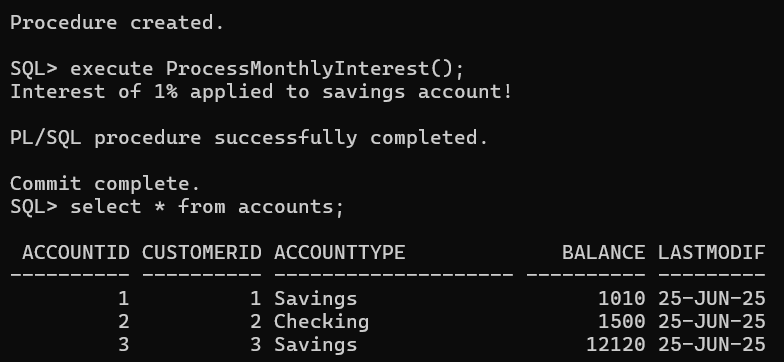 Procedure created.
SQL> execute ProcessMonthlyInterest();
Interest of 1% applied to savings account!
PL/SQL procedure successfully completed.
Commit complete.
SQL> select * from accounts;
 ACCOUNTID CUSTOMERID ACCOUNTTYPE             BALANCE LASTMODIF
---------- ---------- -------------------- ---------- ---------
         1          1 Savings                    1010 25-JUN-25
         2          2 Checking                   1500 25-JUN-25
         3          3 Savings                   12120 25-JUN-25